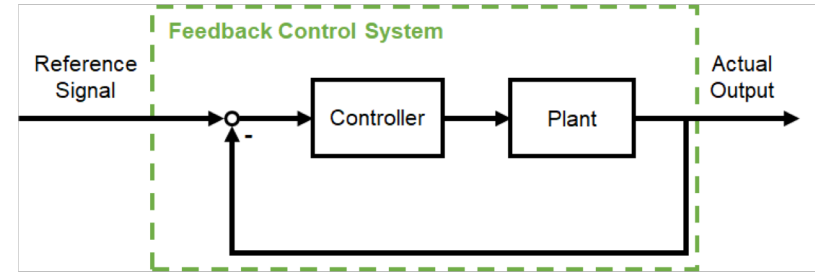 Feedback Control System
Reference
Signal
Actual
Output
Controller
Plant
-